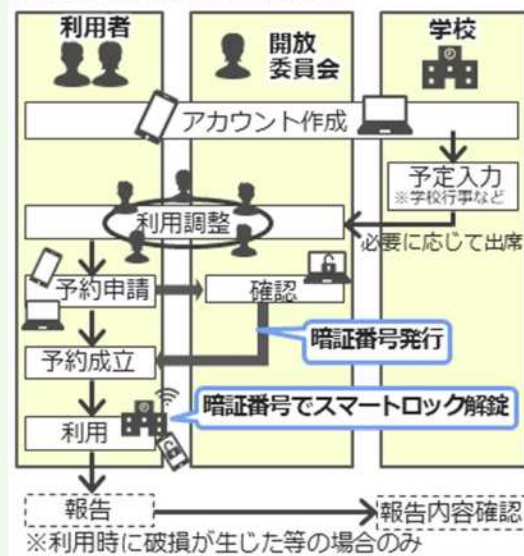 利用者
開放
委員会
学校
アカウント作成
予定入力
※学校行事など
利用調整
必要に応じて出席
予約申請
確認
暗証番号発行
予約成立
暗証番号でスマートロック解錠
利用
報告
報告内容確認
※利用時に破損が生じた等の場合のみ